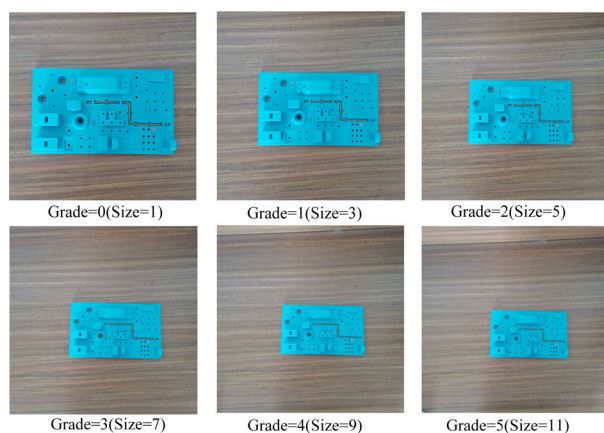 Grade=0(Size=1)
Grade=1(Size=3)
Grade=2(Size=5)
Grade=3(Size=7)
Grade=4(Size=9)
Grade=5(Size=11)